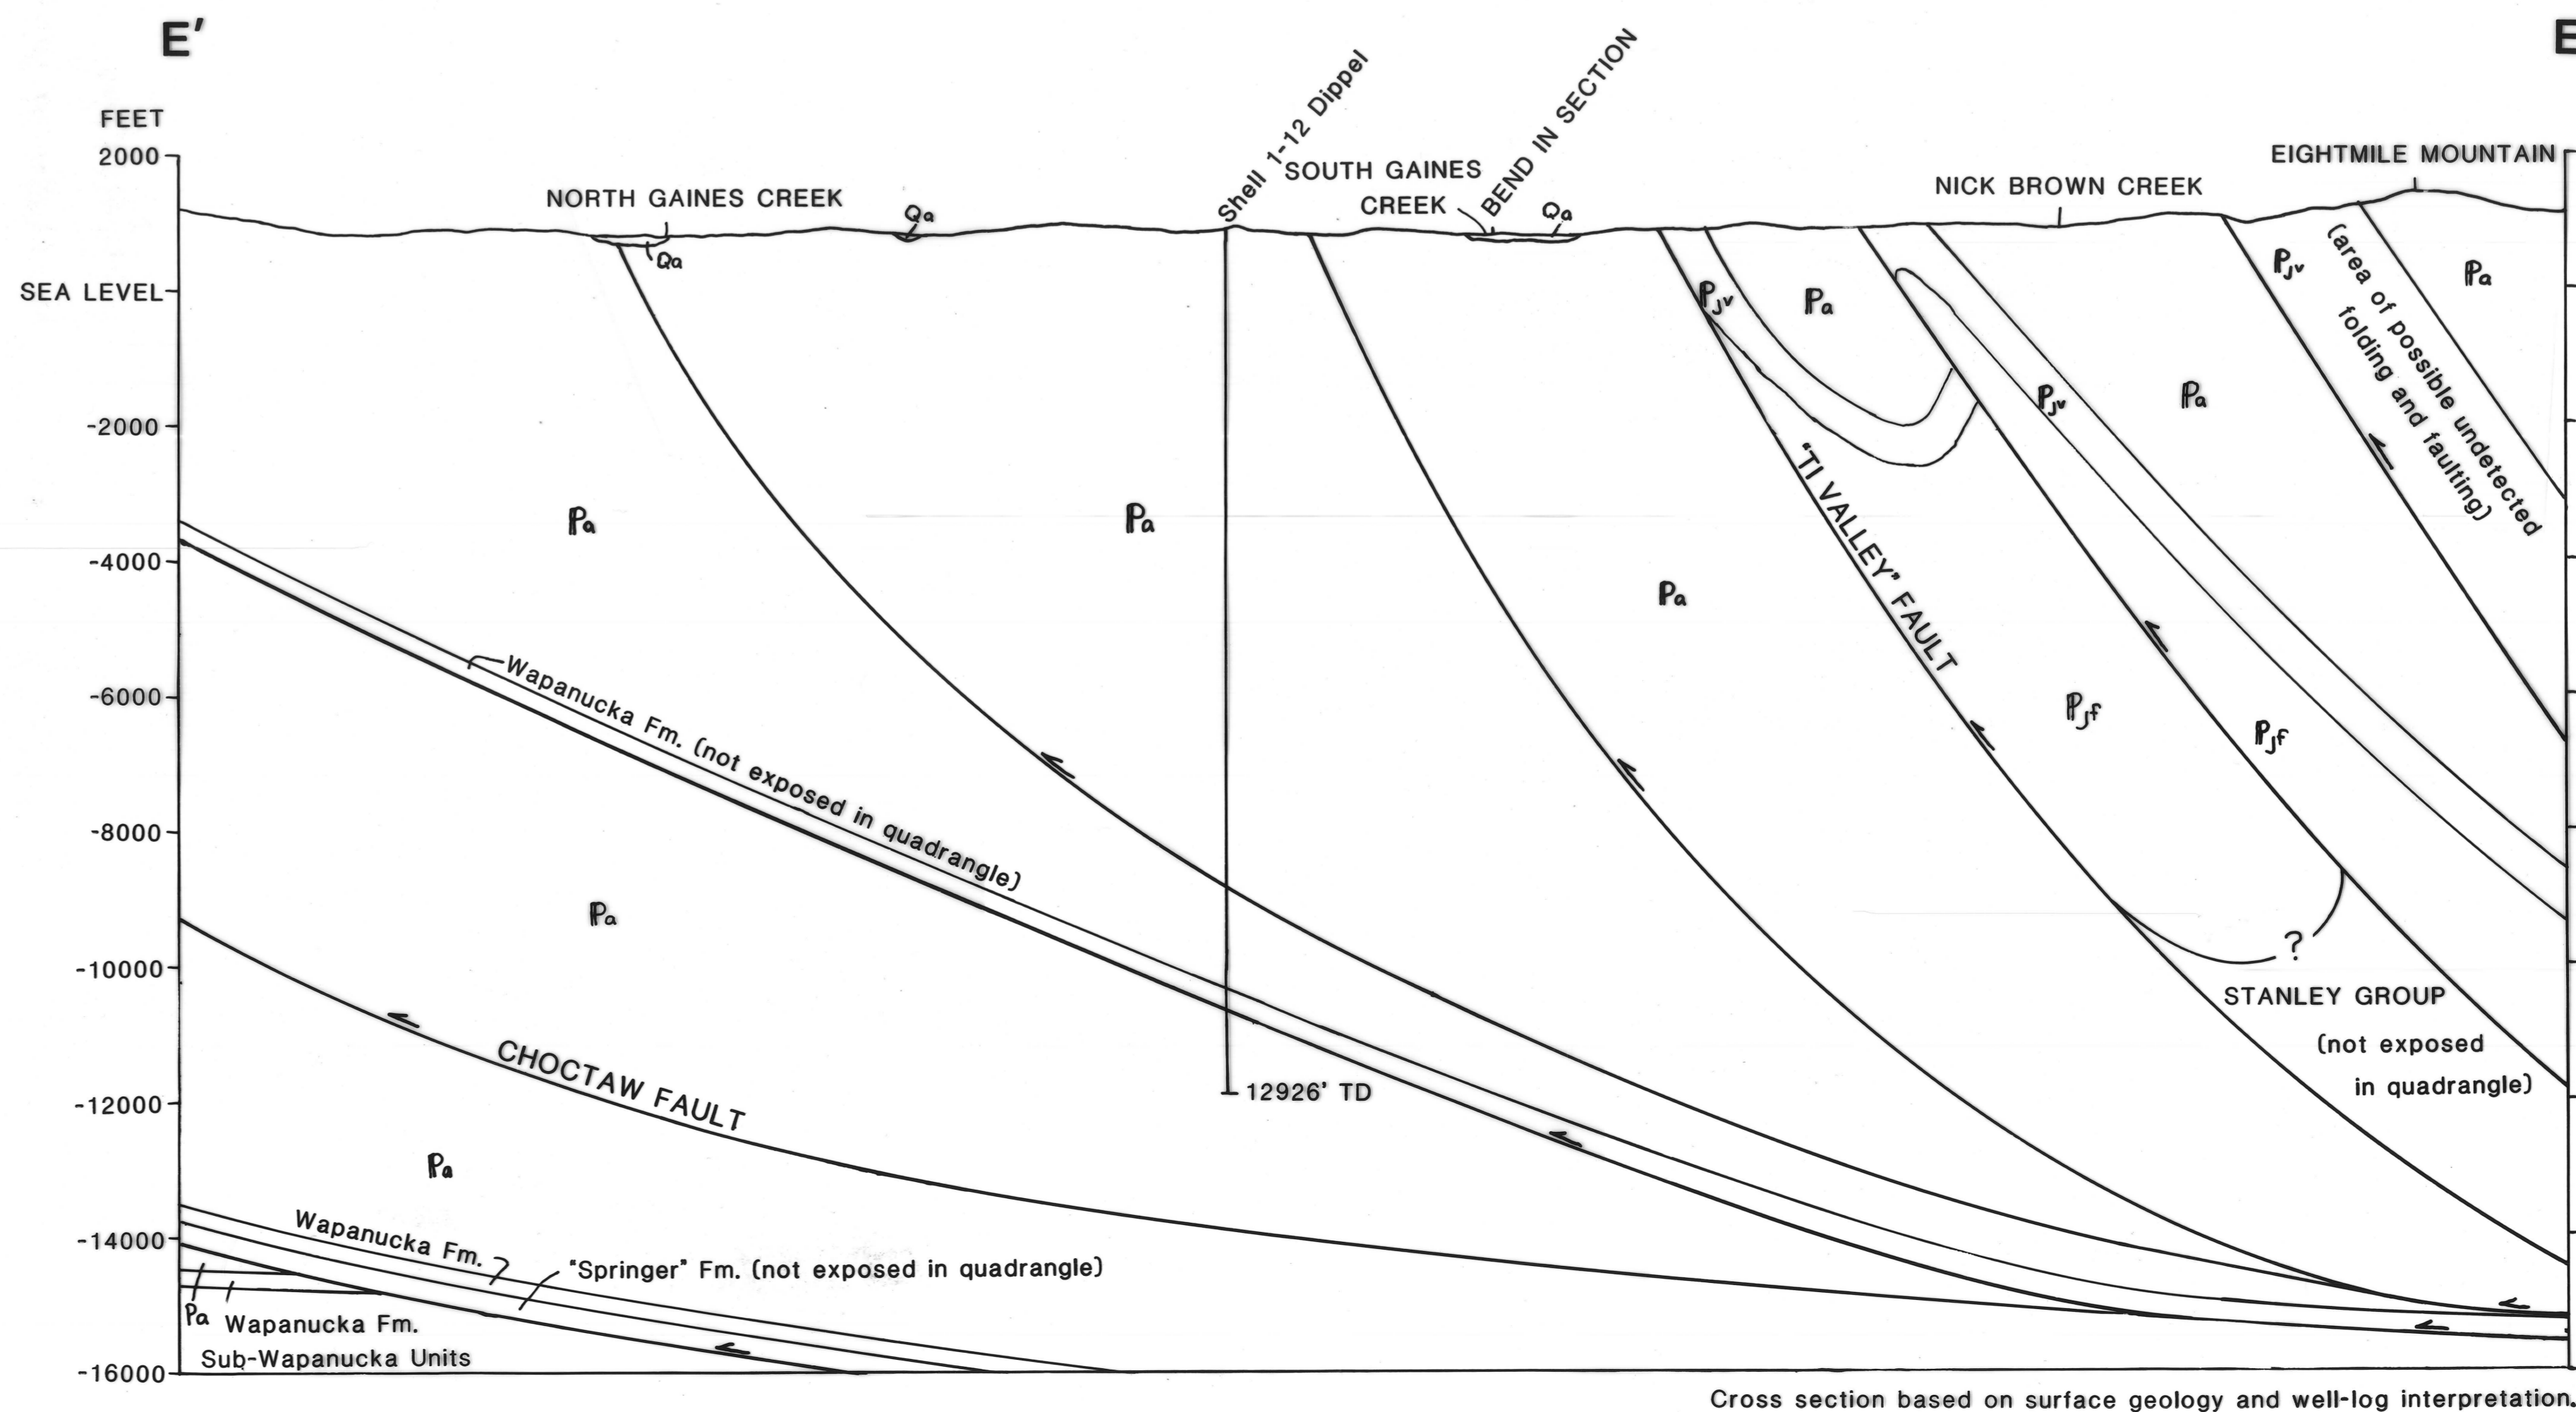 E'
E
FEET
2000
SEA LEVEL
-2000
-4000
-6000
-8000
-10000
-12000
-14000
-16000
NORTH GAINES CREEK
Qa
Qa
Shell 1-12 Dippel
SOUTH GAINES
CREEK
BEND IN SECTION
Qa
NICK BROWN CREEK
EIGHTMILE MOUNTAIN
Pjv
Pa
Pjv
Pa
Pjv
(area of possible undetected
folding and faulting)
Pa
Pa
Pa
Pa
"TI VALLEY" FAULT
Pjf
Pjf
Wapanucka Fm. (not exposed in quadrangle)
Pa
?
STANLEY GROUP
(not exposed
in quadrangle)
CHOCTAW FAULT
12926' TD
Pa
Wapanucka Fm.
"Springer" Fm. (not exposed in quadrangle)
Pa
Wapanucka Fm.
Sub-Wapanucka Units
Cross section based on surface geology and well-log interpretation.